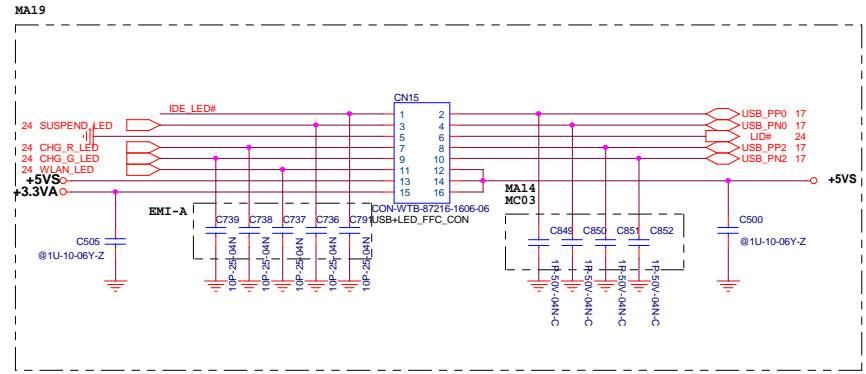 MA19
CN15
IDE_LED#
1 2 USB_PP0 17
24 SUSPEND_LED 3 4 USB_PN0 17
5 6 LID# 24
24 CHG_R_LED 7 8 USB_PP2 17
24 CHG_G_LED 9 10 USB_PN2 17
24 WLAN_LED 11 12
+5VS 13 14 +5VS
+3.3VA 15 16
CON-WTB-87216-1606-06
USB+LED_FFC_CON
MA14
MC03
EMI-A
C739 C738 C737 C736 C791
10P-25-04N 10P-25-04N 10P-25-04N 10P-25-04N 10P-25-04N
C505
@1U-10-06Y-Z
C849 C850 C851 C852
1P-50V-04N-C 1P-50V-04N-C 1P-50V-04N-C 1P-50V-04N-C
C500
@1U-10-06Y-Z